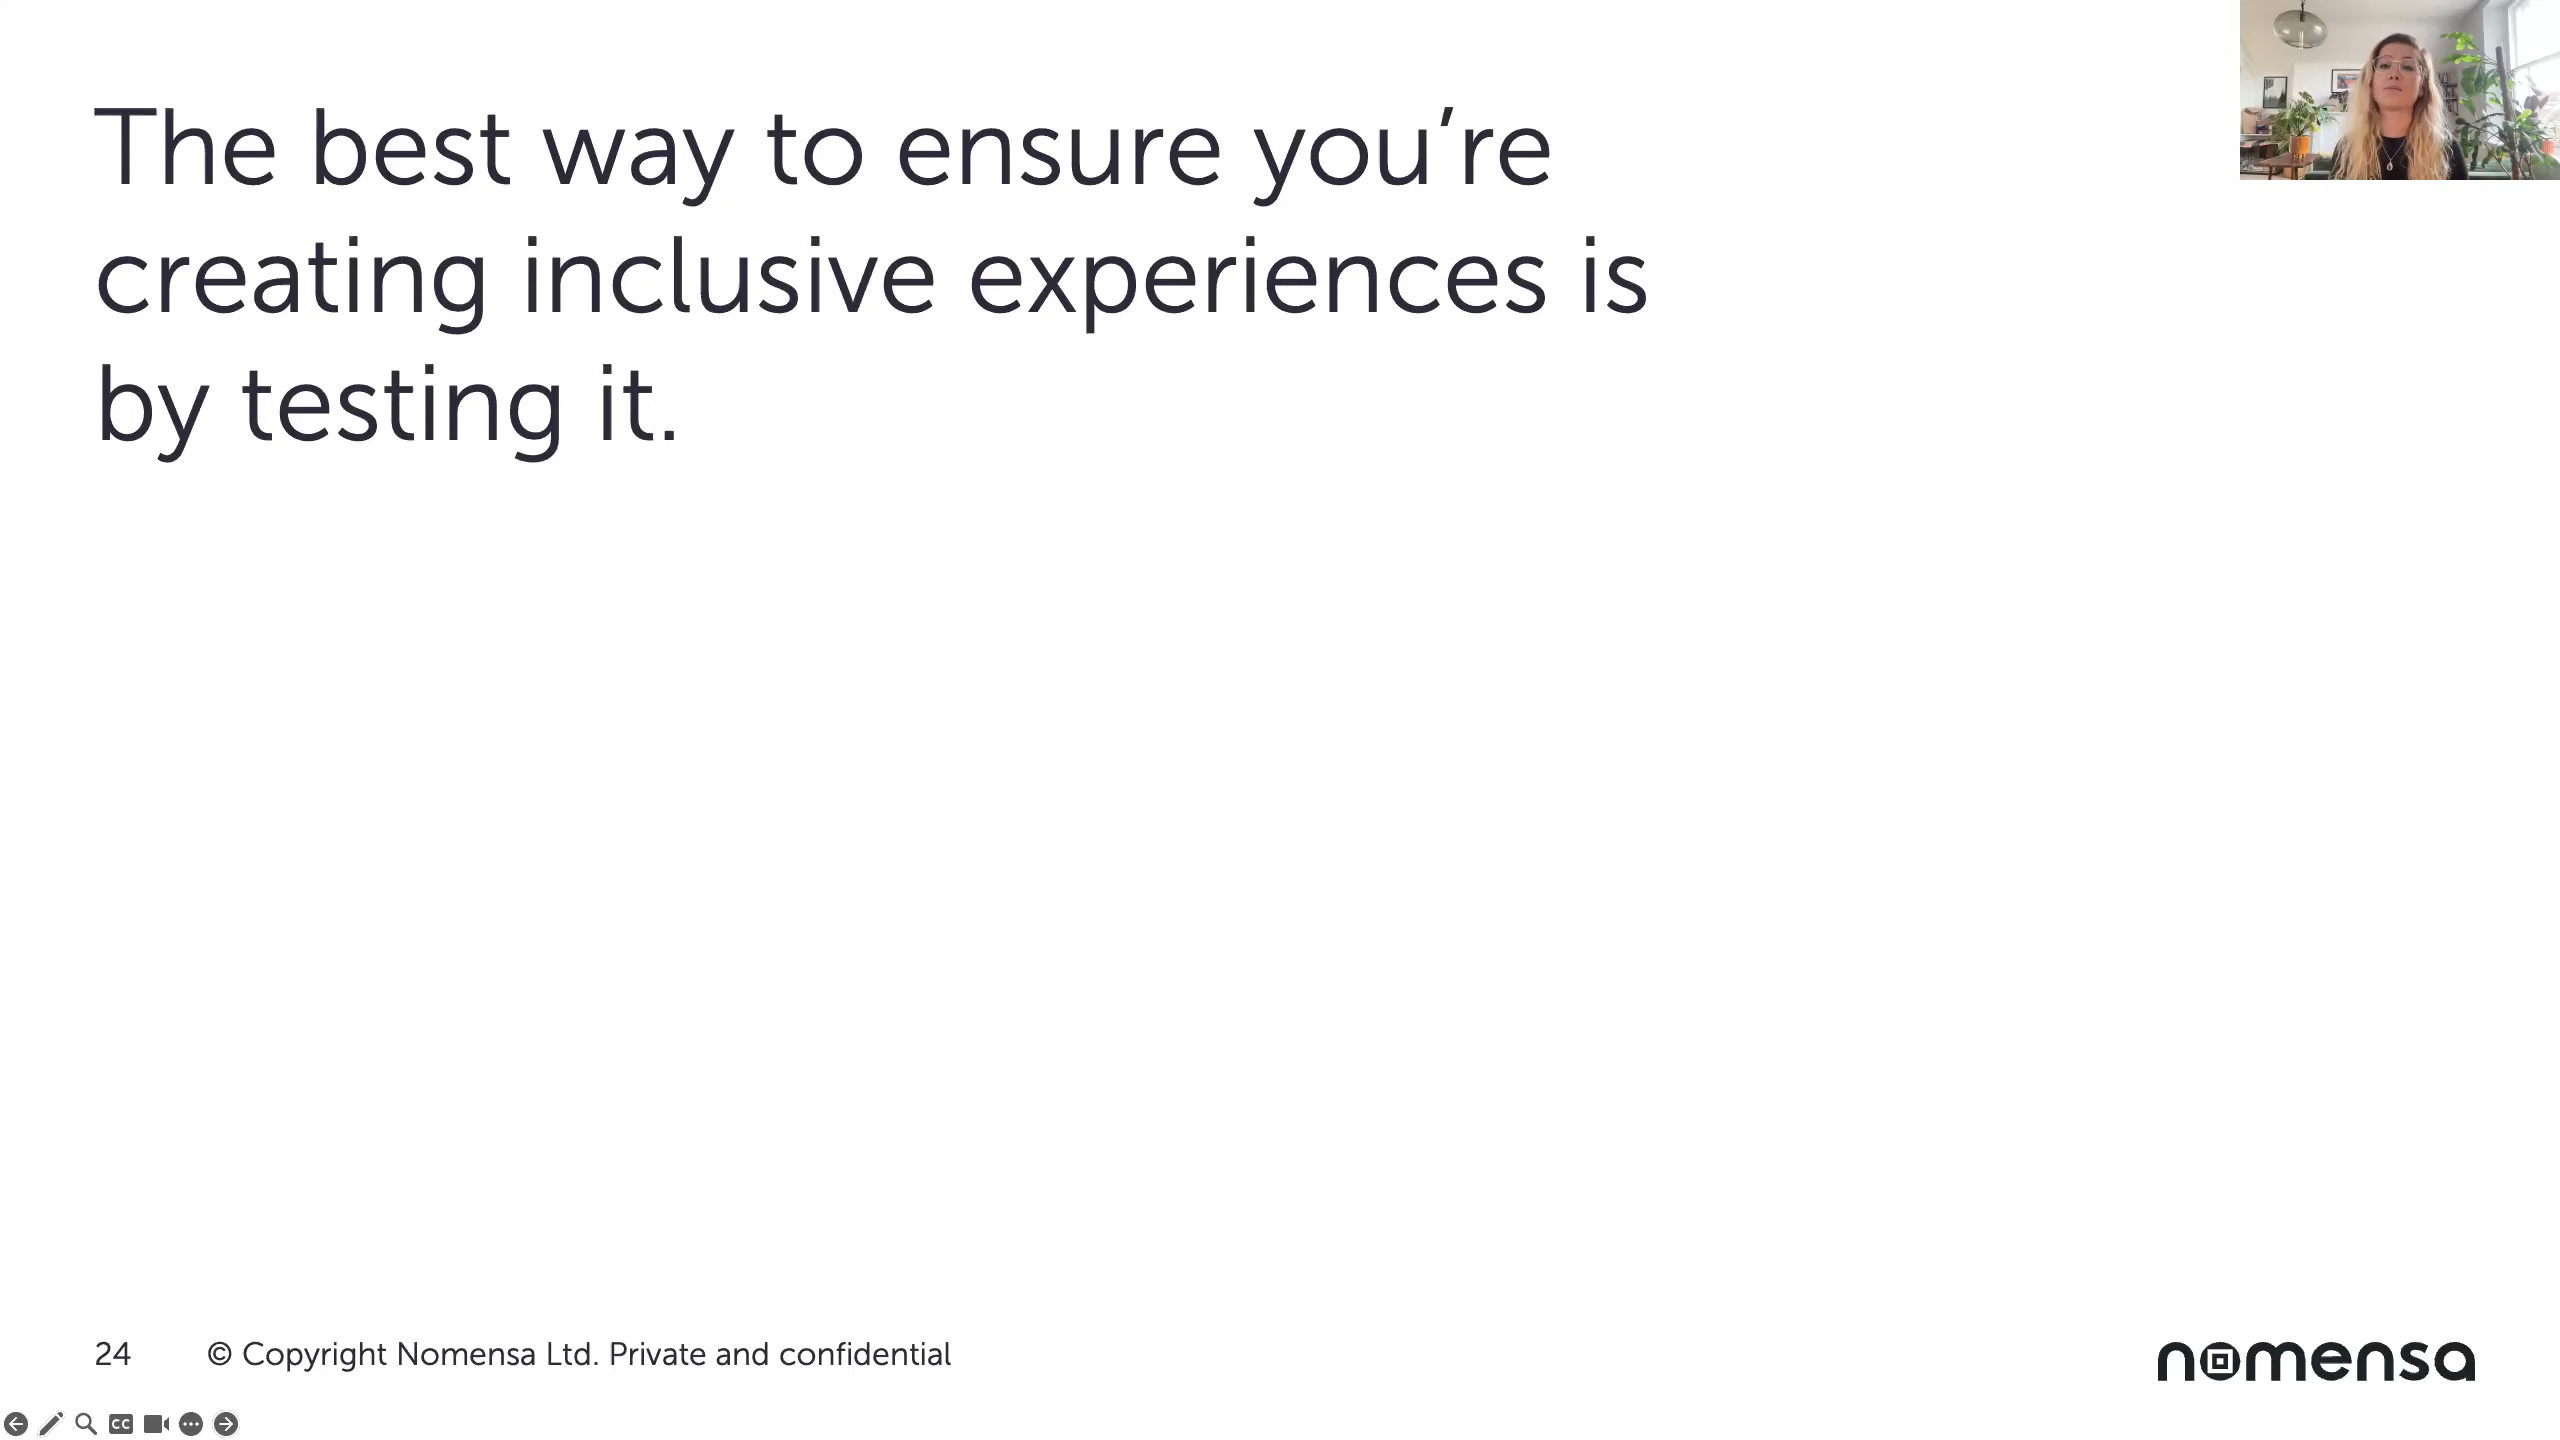 The best way to ensure you’re
creating inclusive experiences is
by testing it.
24 © Copyright Nomensa Ltd. Private and confidential
nomensa
CC